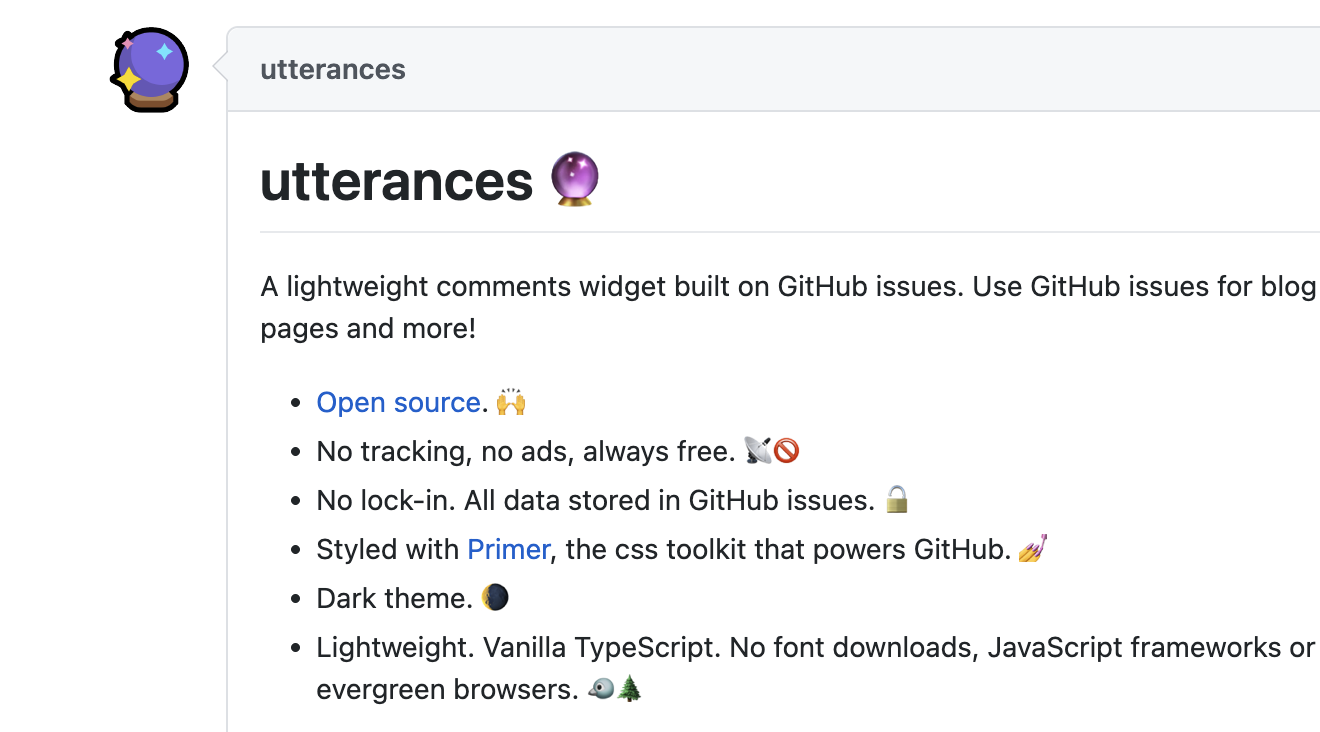 utterances
utterances 🔮
A lightweight comments widget built on GitHub issues. Use GitHub issues for blog
pages and more!
• Open source. 🙌
• No tracking, no ads, always free. 📡🚫
• No lock-in. All data stored in GitHub issues. 🔓
• Styled with Primer, the css toolkit that powers GitHub. 💅
• Dark theme. 🌘
• Lightweight. Vanilla TypeScript. No font downloads, JavaScript frameworks or
evergreen browsers. 🐦🌲